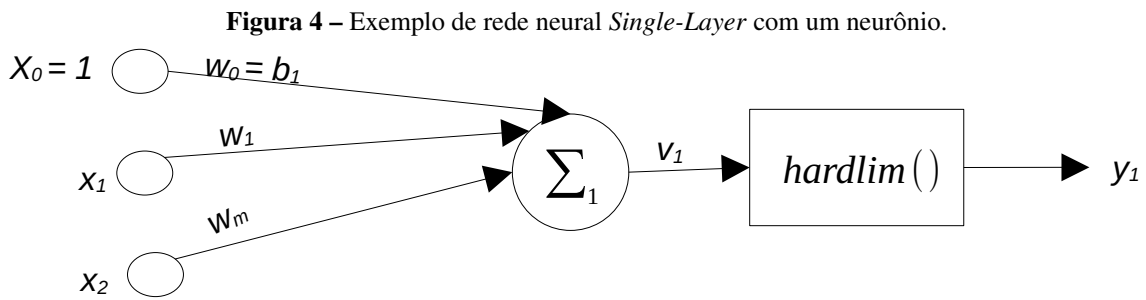 Figura 4 – Exemplo de rede neural Single-Layer com um neurônio.
X₀ = 1
w₀ = b₁
w₁
x₁
wₘ
x₂
∑₁
v₁
hardlim()
y₁